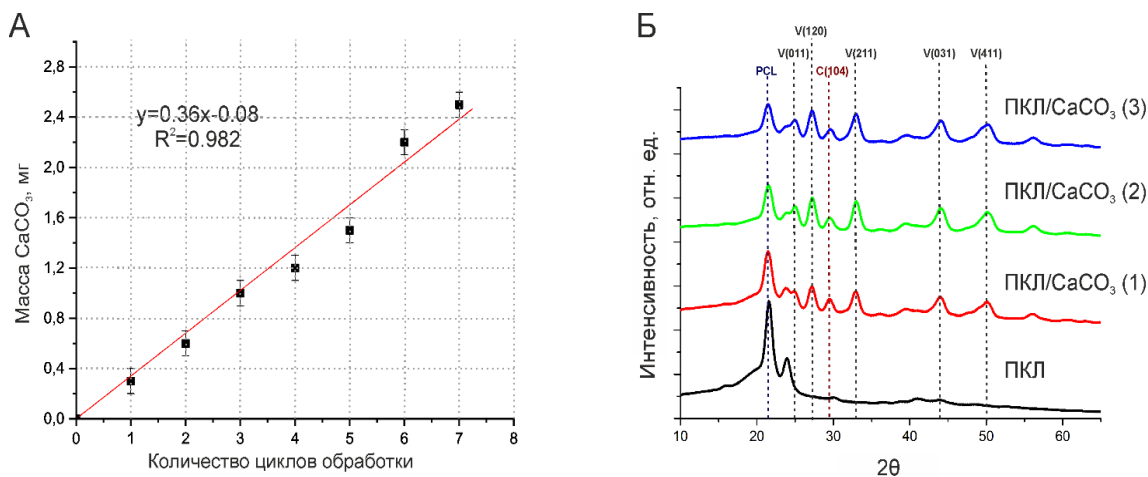 А
2,8
2,4
2,0
1,6
1,2
0,8
0,4
0,0
y=0.36x-0.08
R²=0.982
Масса CaCO₃, мг
0 1 2 3 4 5 6 7 8
Количество циклов обработки
Б
V(120)
V(011) V(211) V(031) V(411)
PCL C(104)
ПКЛ/CaCO₃ (3)
ПКЛ/CaCO₃ (2)
ПКЛ/CaCO₃ (1)
ПКЛ
Интенсивность, отн. ед.
10 20 30 40 50 60
2θ